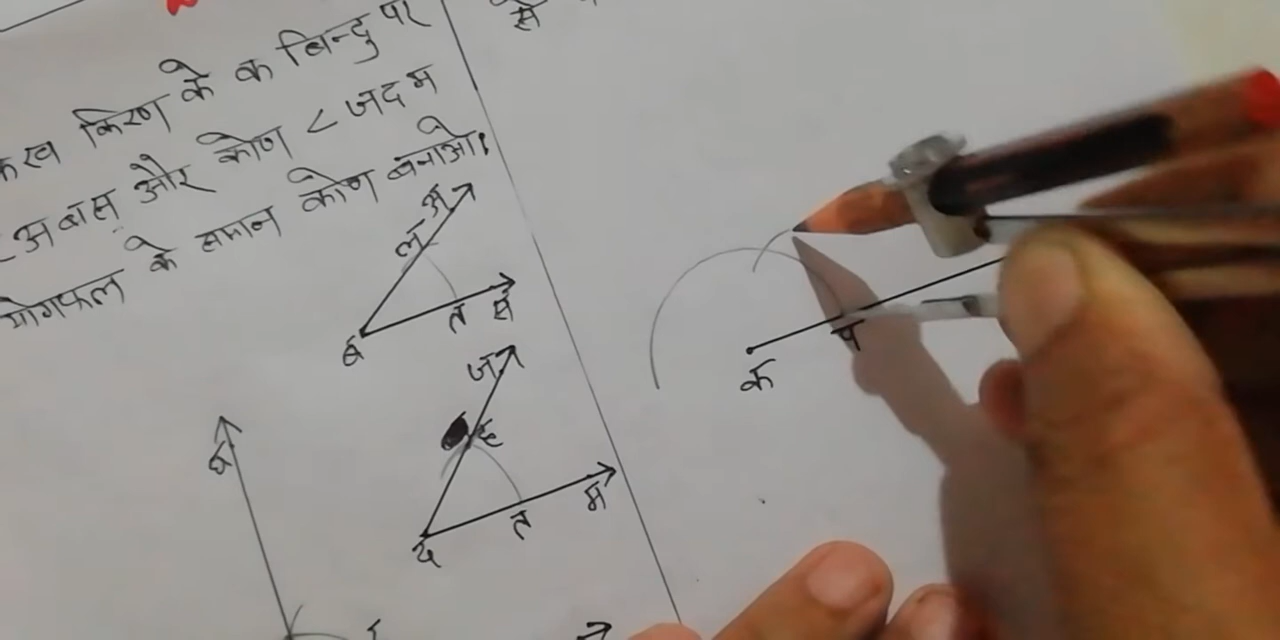 कख किरण के क बिन्दु पर
∠अबस और कोण ∠जदम
योगफल के समान कोण बनाओ।
से
अ
ल
त
स
ब
ज
ह
त
म
द
क
प